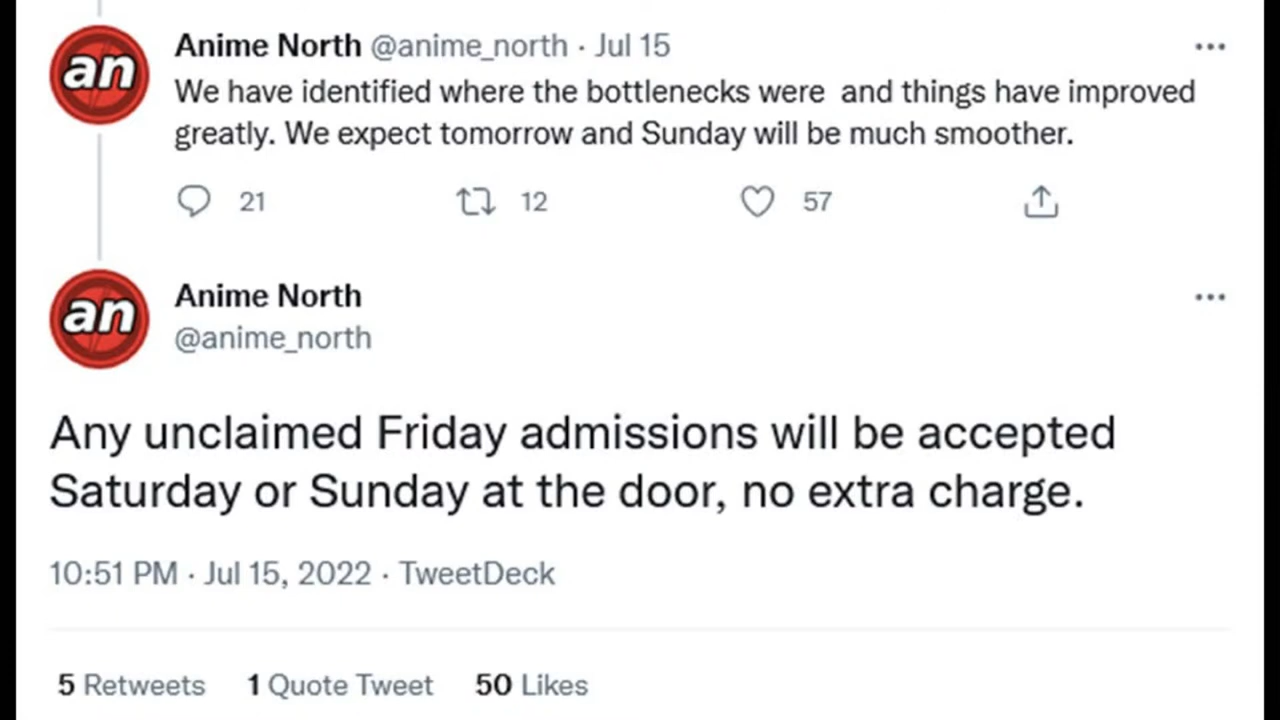 an
Anime North @anime_north · Jul 15
We have identified where the bottlenecks were  and things have improved
greatly. We expect tomorrow and Sunday will be much smoother.
21 12 57
an
Anime North
@anime_north
Any unclaimed Friday admissions will be accepted
Saturday or Sunday at the door, no extra charge.
10:51 PM · Jul 15, 2022 · TweetDeck
5 Retweets 1 Quote Tweet 50 Likes